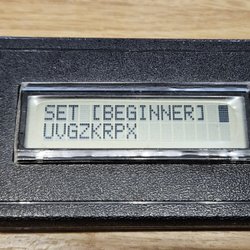 SET [BEGINNER]
UVGZKRPX